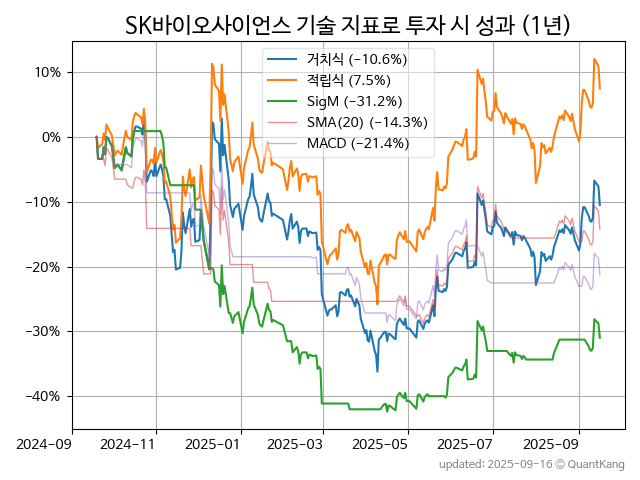 SK바이오사이언스 기술 지표로 투자 시 성과 (1년)
거치식 (−10.6%)
적립식 (7.5%)
SigM (−31.2%)
SMA(20) (−14.3%)
MACD (−21.4%)
10%
0%
−10%
−20%
−30%
−40%
2024-09 2024-11 2025-01 2025-03 2025-05 2025-07 2025-09
updated: 2025-09-16 © QuantKang